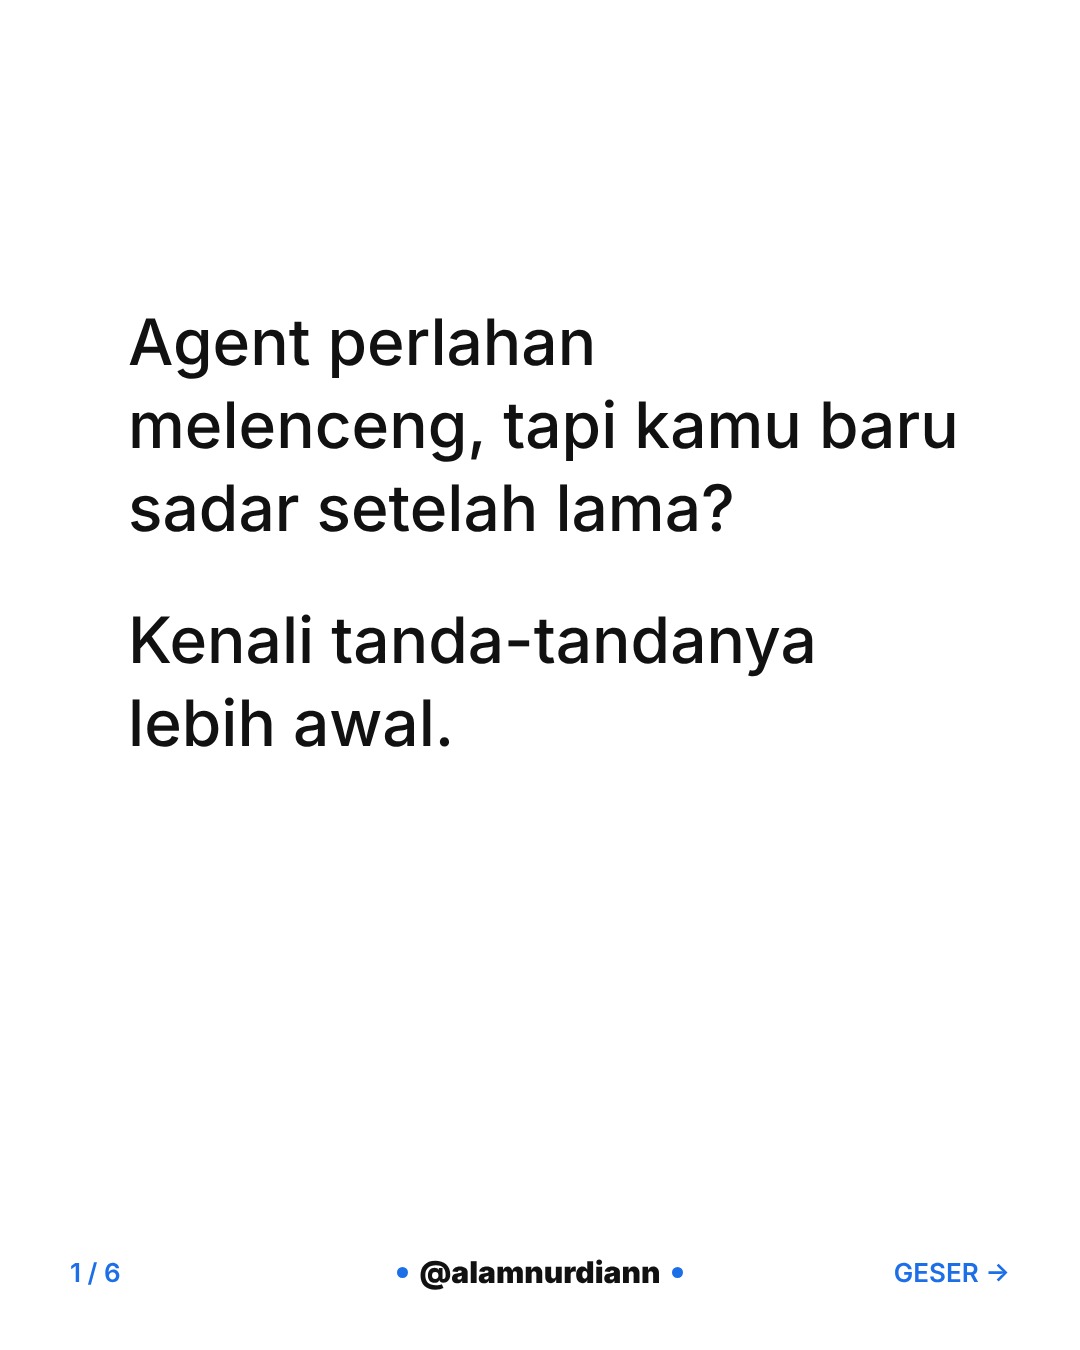 Agent perlahan
melenceng, tapi kamu baru
sadar setelah lama?
Kenali tanda-tandanya
lebih awal.
1 / 6
• @alamnurdiann •
GESER →